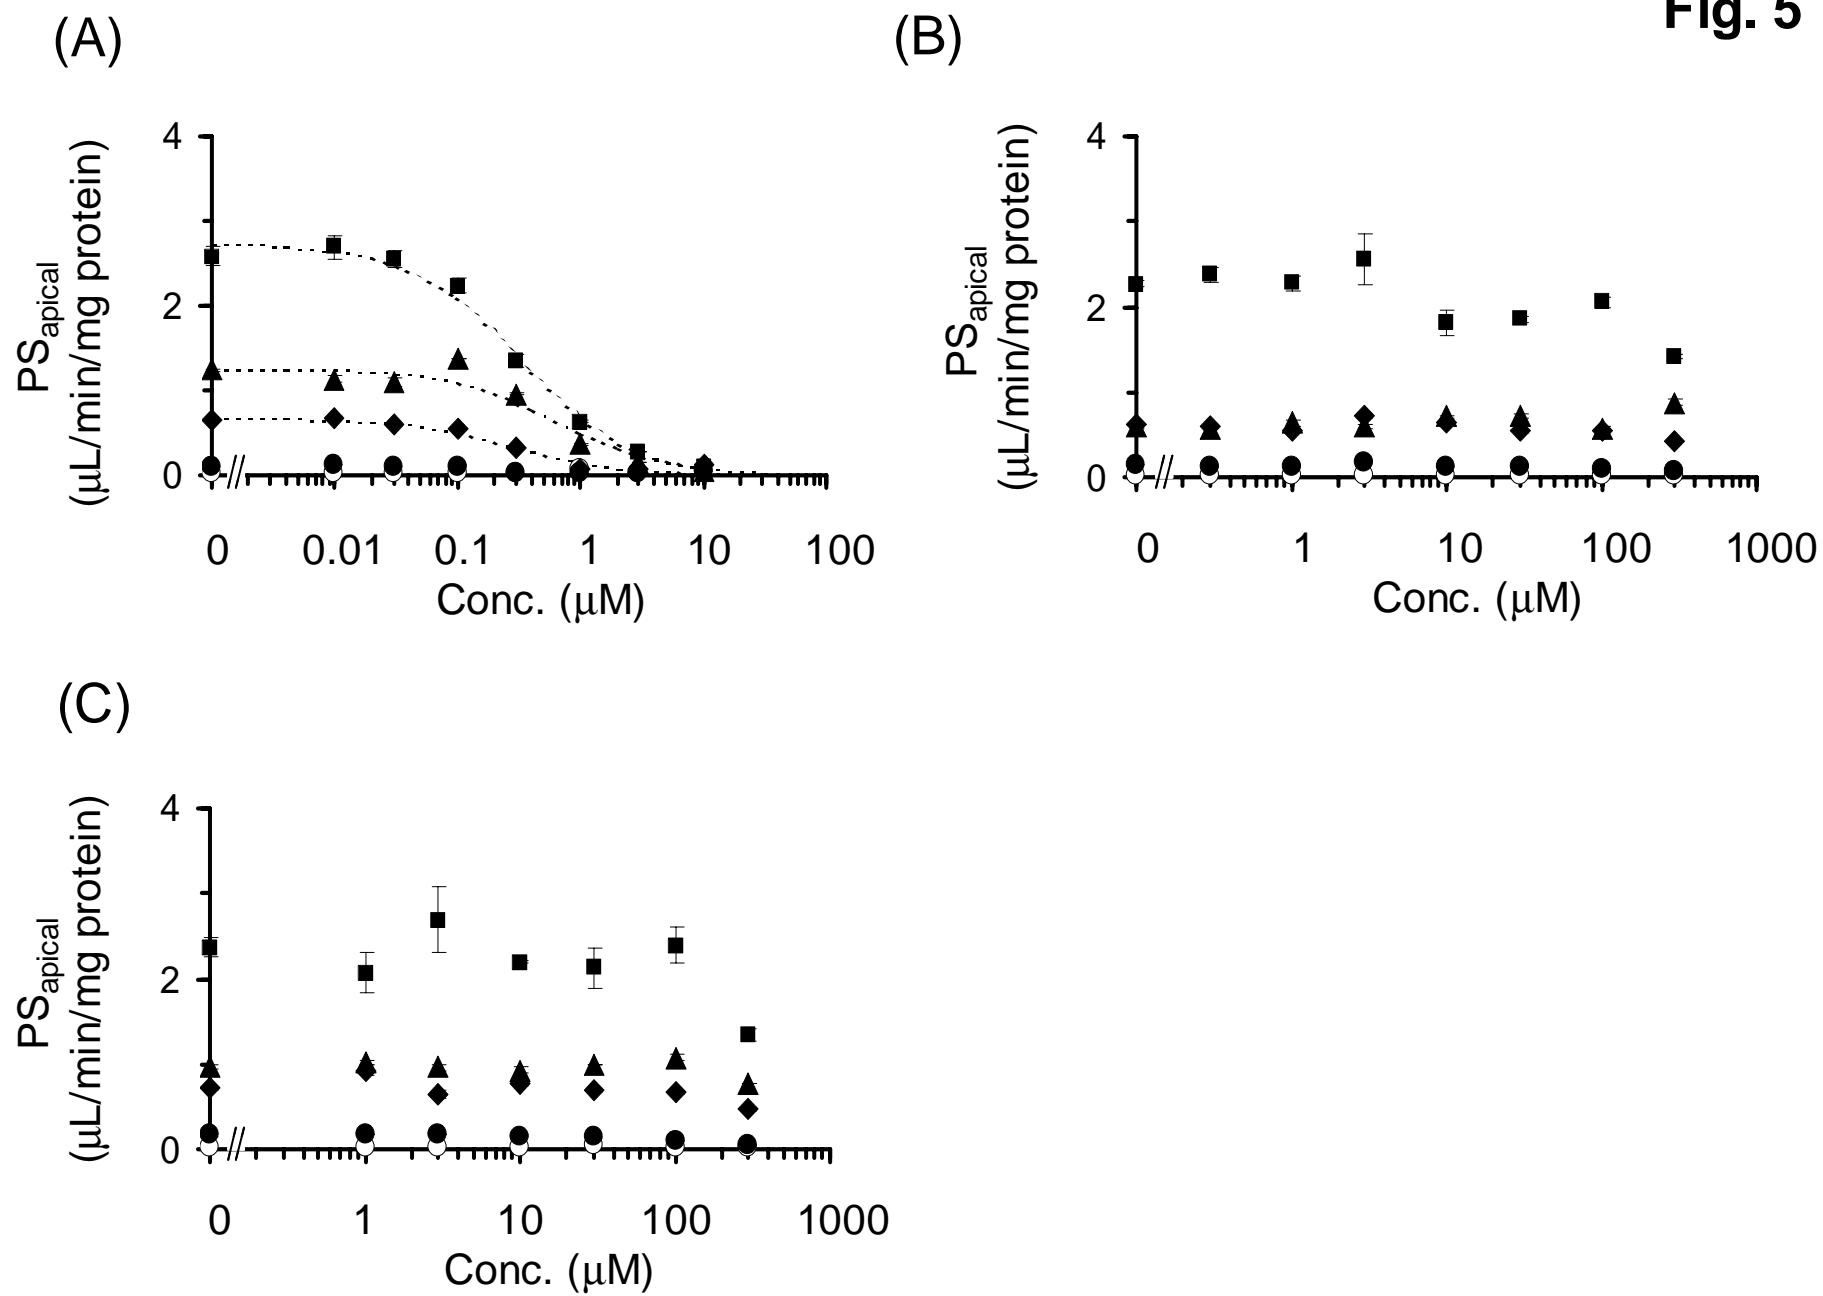 Fig. 5
(A)
4
2
0
PSapical
(μL/min/mg protein)
0 0.01 0.1 1 10 100
Conc. (μM)
(B)
4
2
0
PSapical
(μL/min/mg protein)
0 1 10 100 1000
Conc. (μM)
(C)
4
2
0
PSapical
(μL/min/mg protein)
0 1 10 100 1000
Conc. (μM)